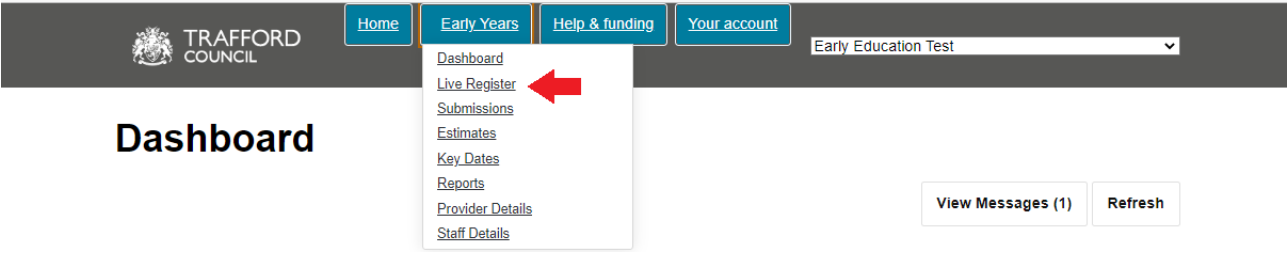 TRAFFORD
COUNCIL
Home
Early Years
Help & funding
Your account
Early Education Test
Dashboard
Live Register
Submissions
Estimates
Key Dates
Reports
Provider Details
Staff Details
Dashboard
View Messages (1)
Refresh